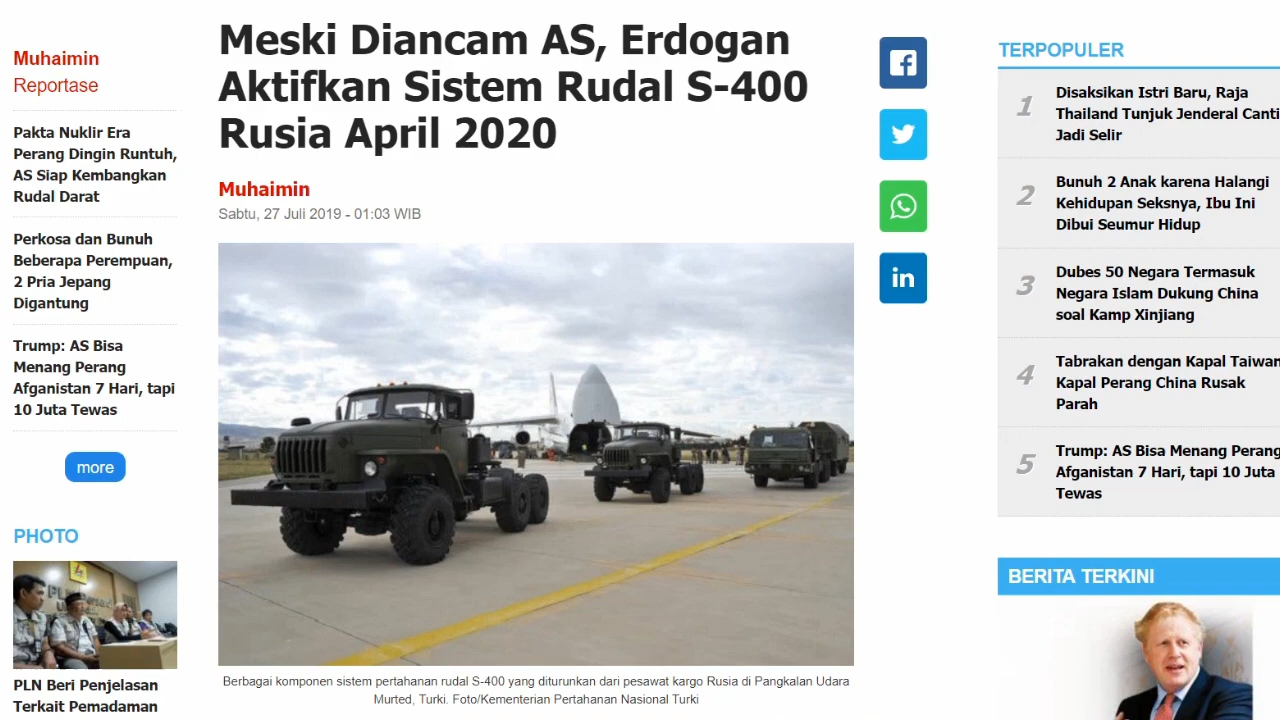 Muhaimin
Reportase
Pakta Nuklir Era
Perang Dingin Runtuh,
AS Siap Kembangkan
Rudal Darat
Perkosa dan Bunuh
Beberapa Perempuan,
2 Pria Jepang
Digantung
Trump: AS Bisa
Menang Perang
Afganistan 7 Hari, tapi
10 Juta Tewas
more
PHOTO
PLN Beri Penjelasan
Terkait Pemadaman
Meski Diancam AS, Erdogan
Aktifkan Sistem Rudal S-400
Rusia April 2020
Muhaimin
Sabtu, 27 Juli 2019 - 01:03 WIB
Berbagai komponen sistem pertahanan rudal S-400 yang diturunkan dari pesawat kargo Rusia di Pangkalan Udara
Murted, Turki. Foto/Kementerian Pertahanan Nasional Turki
in
TERPOPULER
1
Disaksikan Istri Baru, Raja
Thailand Tunjuk Jenderal Canti
Jadi Selir
2
Bunuh 2 Anak karena Halangi
Kehidupan Seksnya, Ibu Ini
Dibui Seumur Hidup
3
Dubes 50 Negara Termasuk
Negara Islam Dukung China
soal Kamp Xinjiang
4
Tabrakan dengan Kapal Taiwan
Kapal Perang China Rusak
Parah
5
Trump: AS Bisa Menang Perang
Afganistan 7 Hari, tapi 10 Juta
Tewas
BERITA TERKINI